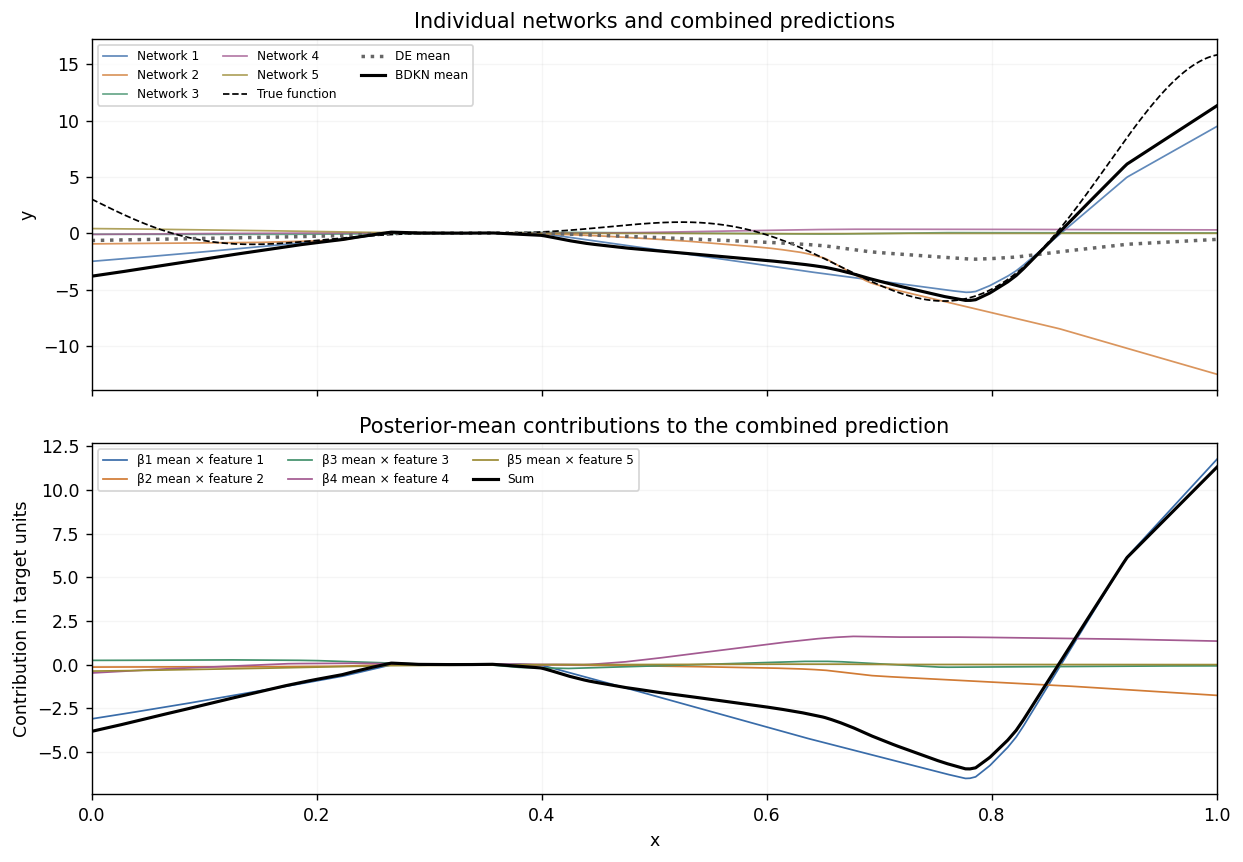 Individual networks and combined predictions
Network 1
Network 2
Network 3
Network 4
Network 5
True function
DE mean
BDKN mean
15
10
5
0
−5
−10
y
Posterior-mean contributions to the combined prediction
β1 mean × feature 1
β2 mean × feature 2
β3 mean × feature 3
β4 mean × feature 4
β5 mean × feature 5
Sum
12.5
10.0
7.5
5.0
2.5
0.0
−2.5
−5.0
Contribution in target units
0.0 0.2 0.4 0.6 0.8 1.0
x